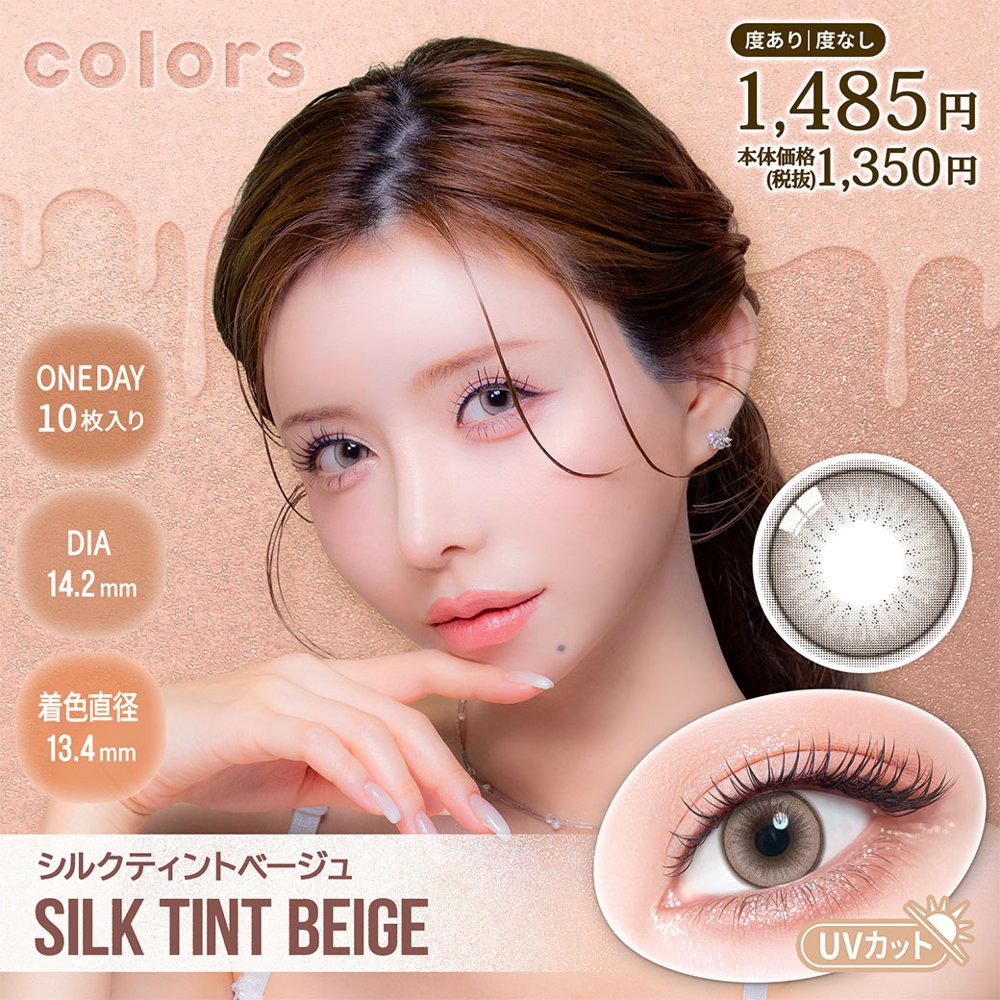 colors
度あり|度なし
1,485円
本体価格
(税抜)1,350円
ONEDAY
10枚入り
DIA
14.2mm
着色直径
13.4mm
シルクティントベージュ
SILK TINT BEIGE
UVカット